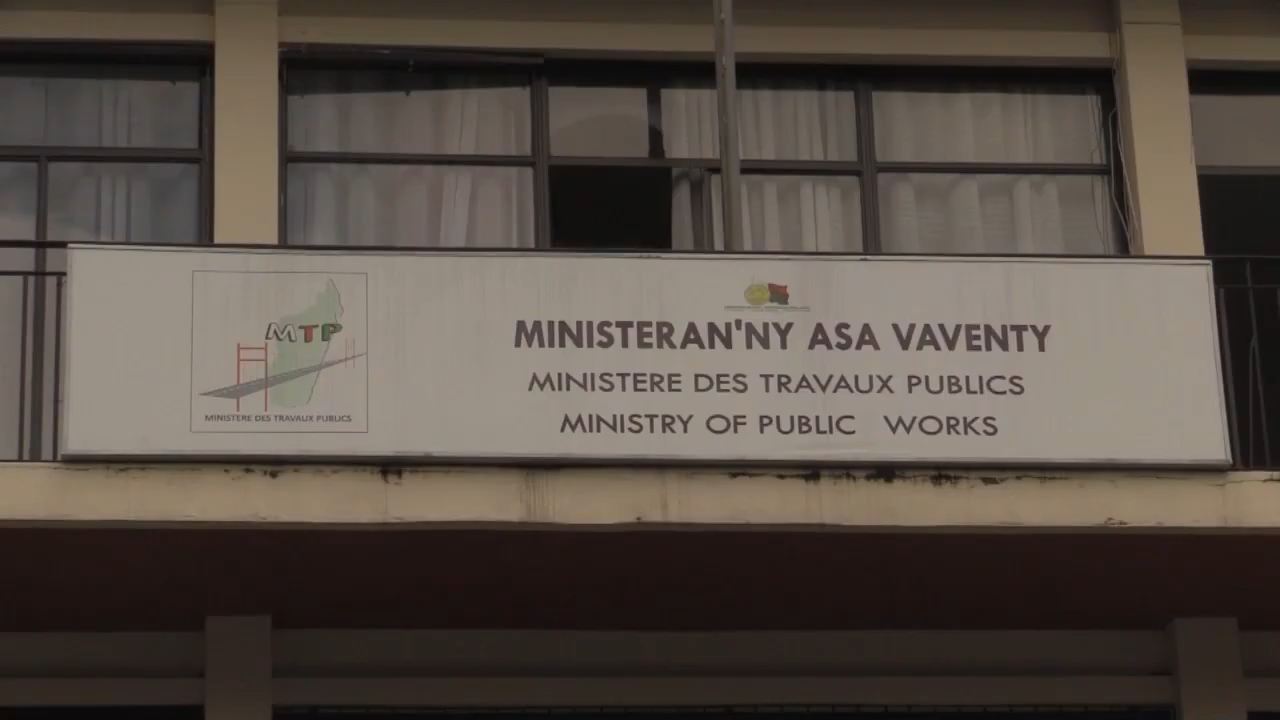 MTP
MINISTERE DES TRAVAUX PUBLICS
MINISTERAN'NY ASA VAVENTY
MINISTERE DES TRAVAUX PUBLICS
MINISTRY OF PUBLIC WORKS